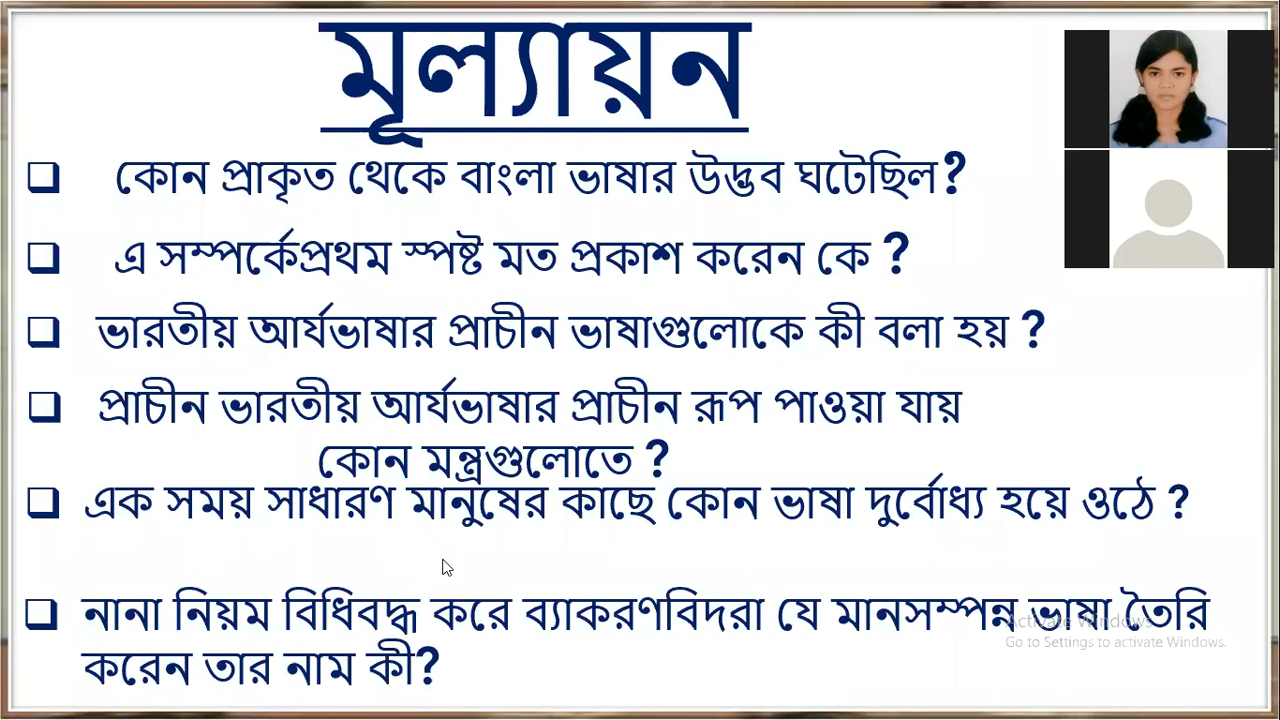 মূল্যায়ন
কোন প্রাকৃত থেকে বাংলা ভাষার উদ্ভব ঘটেছিল?
এ সম্পর্কেপ্রথম স্পষ্ট মত প্রকাশ করেন কে ?
ভারতীয় আর্যভাষার প্রাচীন ভাষাগুলোকে কী বলা হয় ?
প্রাচীন ভারতীয় আর্যভাষার প্রাচীন রূপ পাওয়া যায়
কোন মন্ত্রগুলোতে ?
এক সময় সাধারণ মানুষের কাছে কোন ভাষা দুর্বোধ্য হয়ে ওঠে ?
নানা নিয়ম বিধিবদ্ধ করে ব্যাকরণবিদরা যে মানসম্পন্ন ভাষা তৈরি
করেন তার নাম কী?
Activate Windows
Go to Settings to activate Windows.